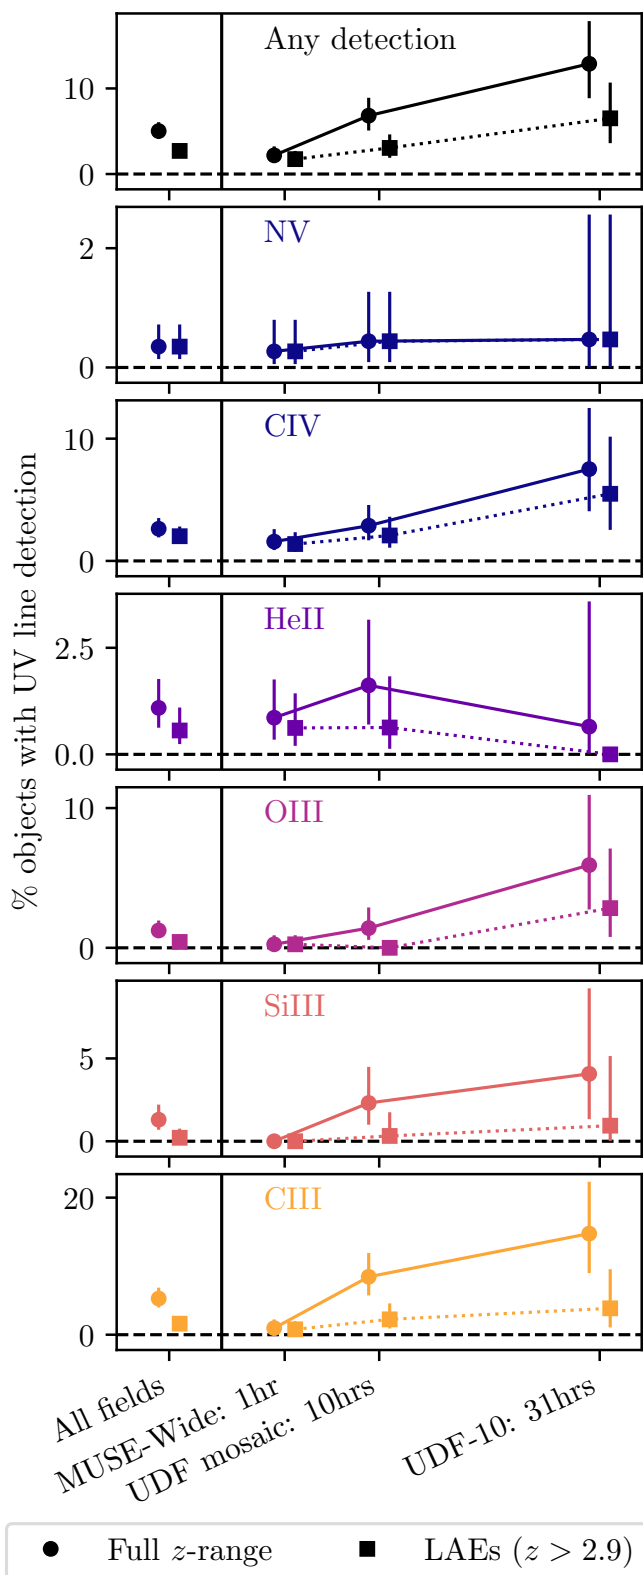 % objects with UV line detection
Any detection
10
0
NV
2
0
CIV
10
0
HeII
2.5
0.0
OIII
10
0
SiIII
5
0
CIII
20
0
All fields
MUSE-Wide: 1hr
UDF mosaic: 10hrs
UDF-10: 31hrs
Full z-range
LAEs (z > 2.9)